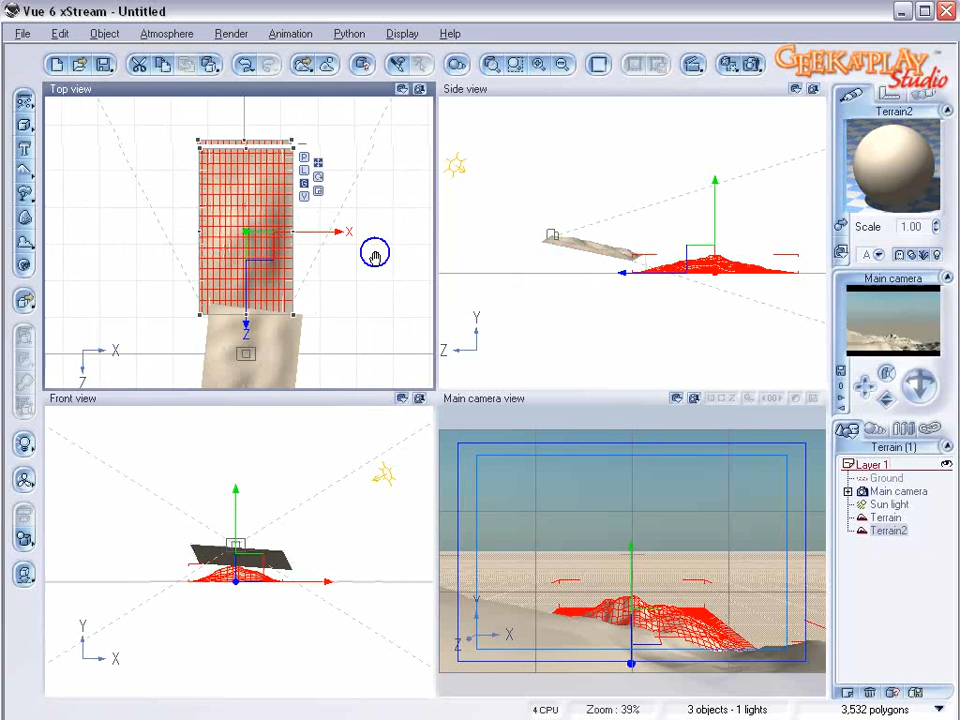 Vue 6 xStream - Untitled
File Edit Object Atmosphere Render Animation Python Display Help
GEEKATPLAY
Studio
Top view
Side view
Terrain2
P
L
G
V
X
Z
X
Z
Y
Z
Scale 1.00
A
Main camera
0
Front view
Main camera view
Terrain (1)
Layer 1
Ground
Main camera
Sun light
Terrain
Terrain2
Y
X
Y
X
Z
4 CPU Zoom : 39% 3 objects - 1 lights 3,532 polygons